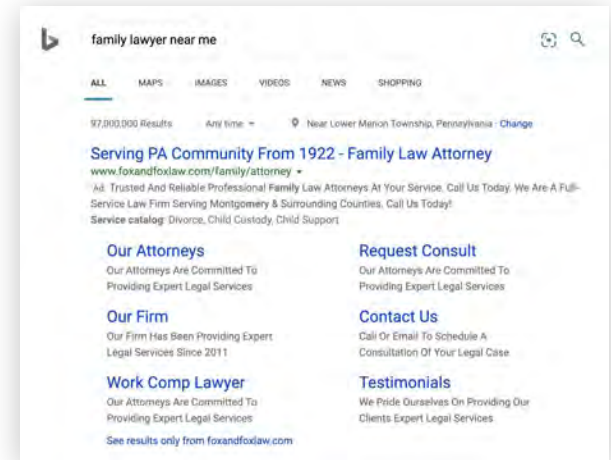 family lawyer near me
ALL MAPS IMAGES VIDEOS NEWS SHOPPING
97,000,000 Results Any time Near Lower Merion Township, Pennsylvania · Change
Serving PA Community From 1922 - Family Law Attorney
www.foxandfoxlaw.com/family/attorney
Ad Trusted And Reliable Professional Family Law Attorneys At Your Service. Call Us Today. We Are A Full-
Service Law Firm Serving Montgomery & Surrounding Counties. Call Us Today!
Service catalog: Divorce, Child Custody, Child Support
Our Attorneys
Our Attorneys Are Committed To
Providing Expert Legal Services
Request Consult
Our Attorneys Are Committed To
Providing Expert Legal Services
Our Firm
Our Firm Has Been Providing Expert
Legal Services Since 2011
Contact Us
Call Or Email To Schedule A
Consultation Of Your Legal Case
Work Comp Lawyer
Our Attorneys Are Committed To
Providing Expert Legal Services
Testimonials
We Pride Ourselves On Providing Our
Clients Expert Legal Services
See results only from foxandfoxlaw.com